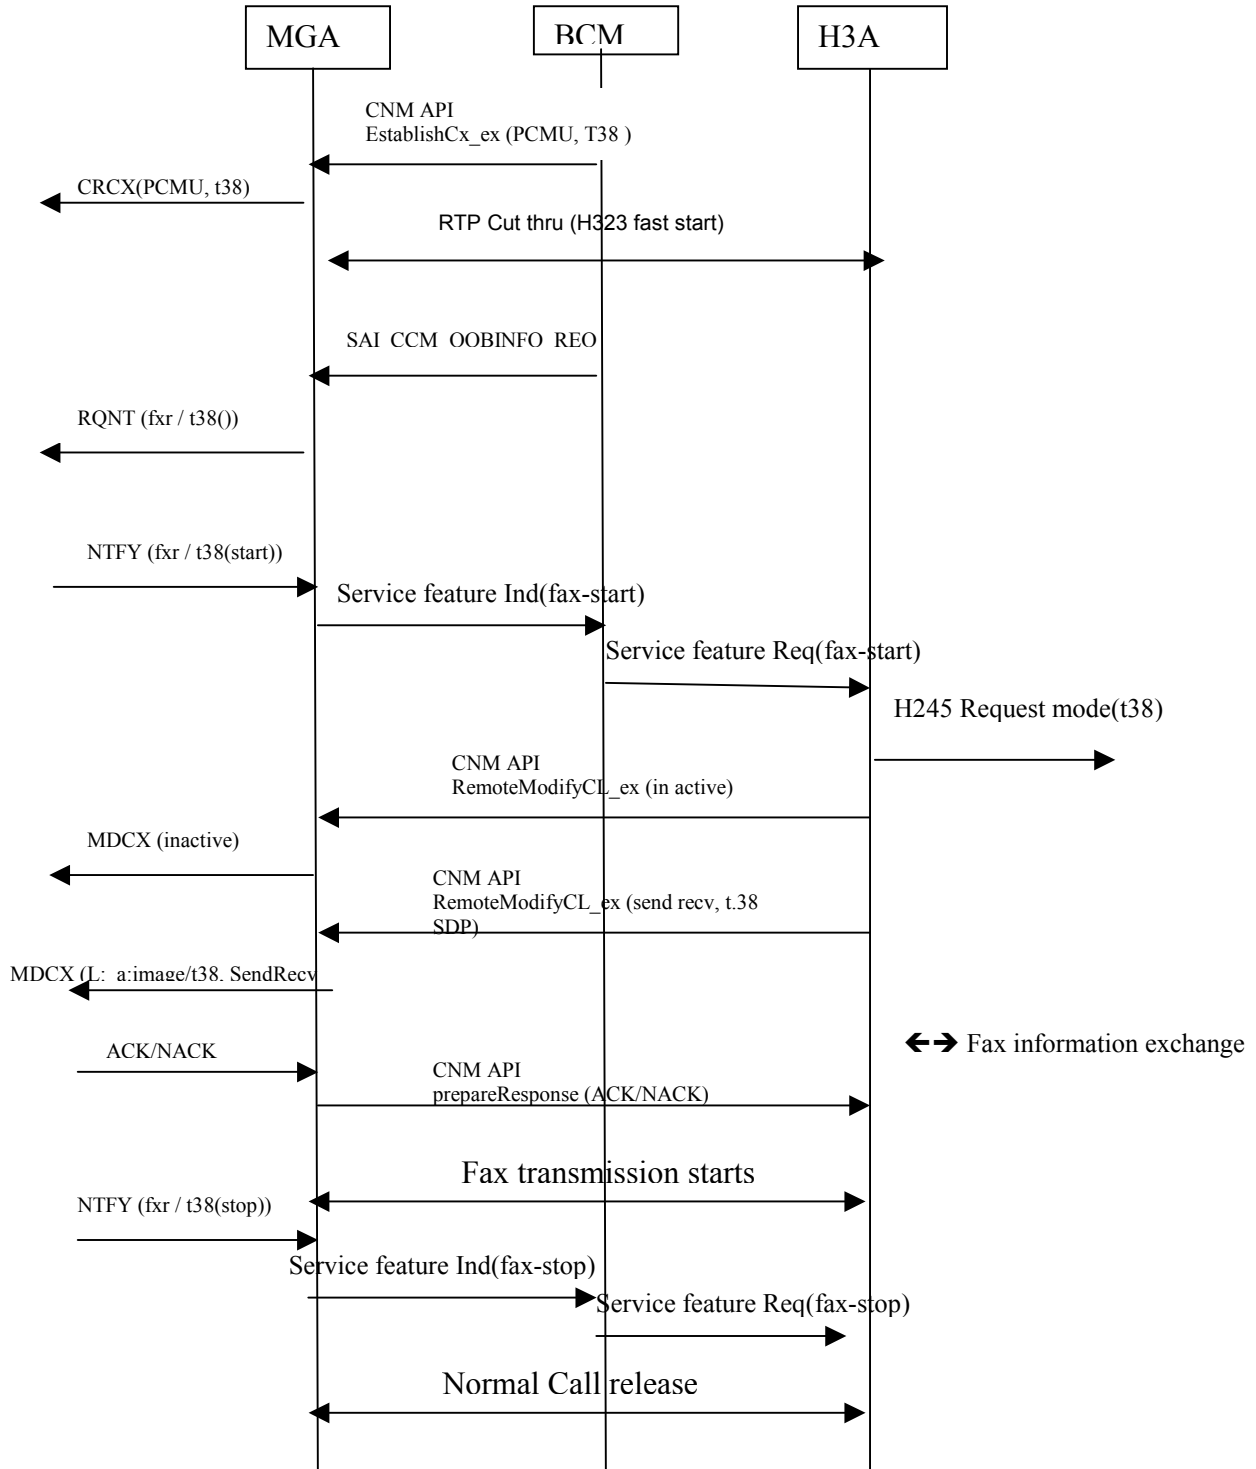 MGA
BCM
H3A
CNM API
EstablishCx_ex (PCMU, T38 )
CRCX(PCMU, t38)
RTP Cut thru (H323 fast start)
SAI_CCM_OOBINFO_REQ
RQNT (fxr / t38())
NTFY (fxr / t38(start))
Service feature Ind(fax-start)
Service feature Req(fax-start)
H245 Request mode(t38)
CNM API
RemoteModifyCL_ex (in active)
MDCX (inactive)
CNM API
RemoteModifyCL_ex (send recv, t.38
SDP)
MDCX (L: a:image/t38, SendRecv
ACK/NACK
←→ Fax information exchange
CNM API
prepareResponse (ACK/NACK)
Fax transmission starts
NTFY (fxr / t38(stop))
Service feature Ind(fax-stop)
Service feature Req(fax-stop)
Normal Call release